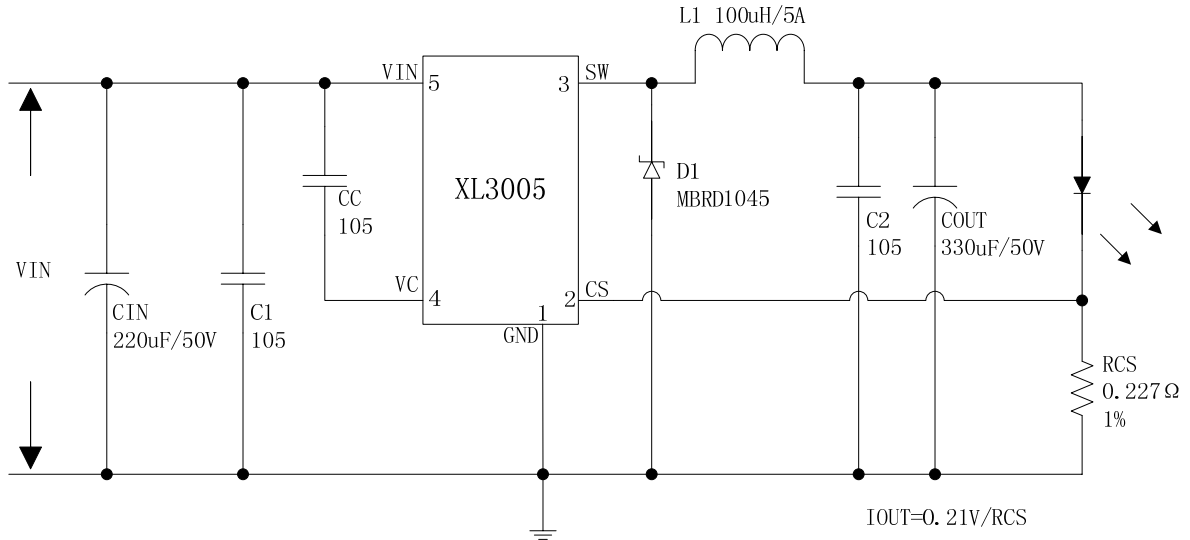 L1 100uH/5A
VIN
5
3
SW
XL3005
CC
105
D1
MBRD1045
C2
105
COUT
330uF/50V
VIN
VC
4
2
CS
1
GND
CIN
220uF/50V
C1
105
RCS
0.227Ω
1%
IOUT=0.21V/RCS